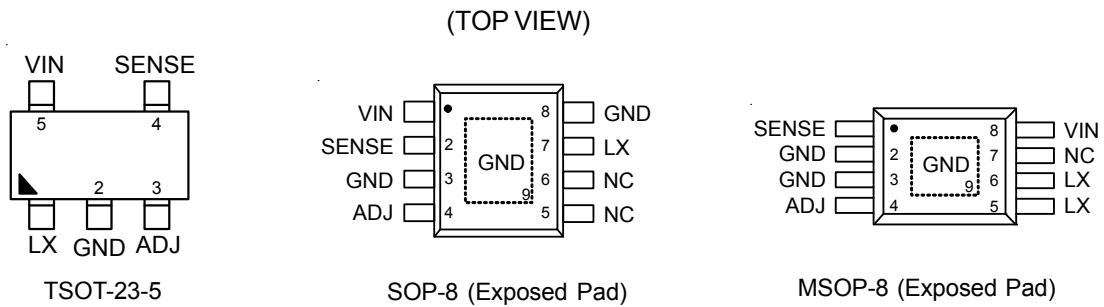 (TOP VIEW)
VIN SENSE
5 4
2 3
LX GND ADJ
TSOT-23-5
VIN 8 GND
SENSE 2 7 LX
GND 3 GND 6 NC
ADJ 4 9 5 NC
SOP-8 (Exposed Pad)
SENSE 8 VIN
GND 2 7 NC
GND 3 GND 6 LX
ADJ 4 9 5 LX
MSOP-8 (Exposed Pad)